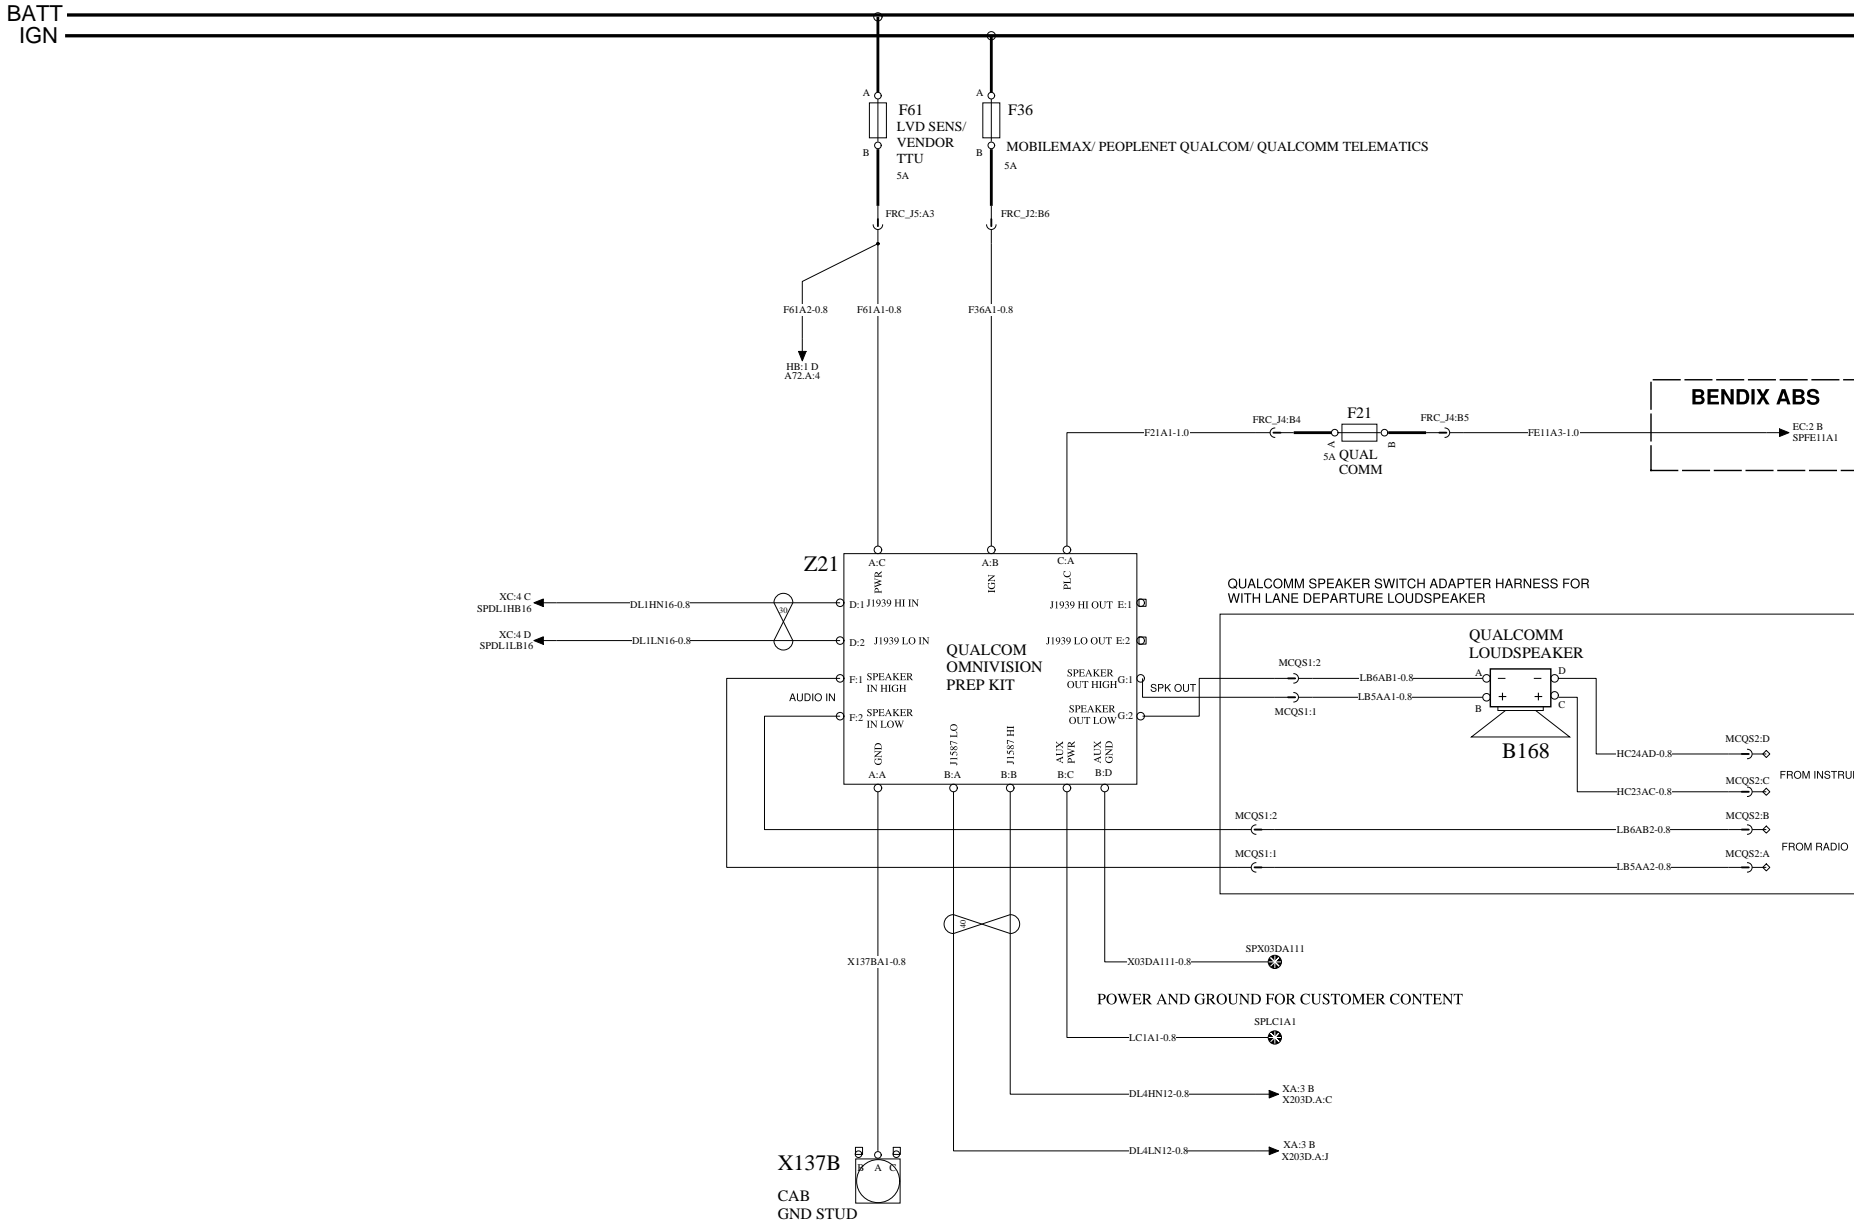 BATT
IGN
A
F61
LVD SENS/
VENDOR
TTU
5A
B
A
F36
MOBILEMAX/ PEOPLENET QUALCOM/ QUALCOMM TELEMATICS
5A
B
FRC_J5:A3
FRC_J2:B6
F61A2-0.8
F61A1-0.8
F36A1-0.8
HB:1 D
A72.A:4
BENDIX ABS
EC:2 B
SPFE11A1
F21A1-1.0
FRC_J4:B4
F21
FRC_J4:B5
FE11A3-1.0
A
B
5A QUAL
COMM
Z21
A:C
A:B
C:A
PWR
IGN
PLC
XC:4 C
SPDL1HB16
DL1HN16-0.8
30
D:1 J1939 HI IN
J1939 HI OUT E:1
XC:4 D
SPDL1LB16
DL1LN16-0.8
D:2 J1939 LO IN
J1939 LO OUT E:2
QUALCOM
OMNIVISION
PREP KIT
F:1 SPEAKER
IN HIGH
SPEAKER
OUT HIGH G:1
AUDIO IN
SPK OUT
F:2 SPEAKER
IN LOW
SPEAKER
OUT LOW G:2
GND
J1587 LO
J1587 HI
AUX
PWR
AUX
GND
A:A
B:A
B:B
B:C
B:D
QUALCOMM SPEAKER SWITCH ADAPTER HARNESS FOR
WITH LANE DEPARTURE LOUDSPEAKER
QUALCOMM
LOUDSPEAKER
MCQS1:2
LB6AB1-0.8
A
− −
D
MCQS1:1
LB5AA1-0.8
B
+ +
C
B168
HC24AD-0.8
MCQS2:D
FROM INSTRU
HC23AC-0.8
MCQS2:C
MCQS1:2
LB6AB2-0.8
MCQS2:B
FROM RADIO
MCQS1:1
LB5AA2-0.8
MCQS2:A
40
X137BA1-0.8
X03DA111-0.8
SPX03DA111
POWER AND GROUND FOR CUSTOMER CONTENT
LC1A1-0.8
SPLC1A1
DL4HN12-0.8
XA:3 B
X203D.A:C
DL4LN12-0.8
XA:3 B
X203D.A:J
X137B
B A C
CAB
GND STUD